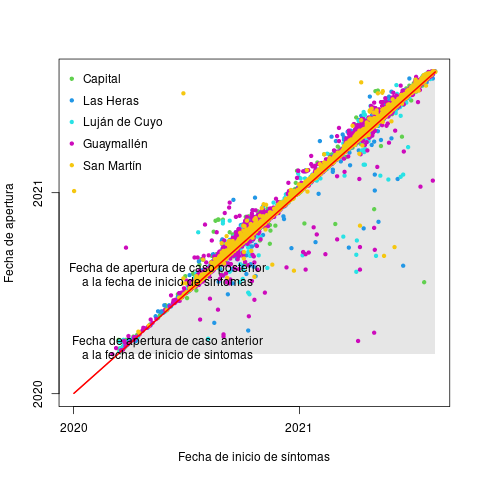 Capital
Las Heras
Luján de Cuyo
Guaymallén
San Martín
Fecha de apertura de caso posterior
a la fecha de inicio de síntomas
Fecha de apertura de caso anterior
a la fecha de inicio de sintomas
Fecha de apertura
2021
2020
2020
2021
Fecha de inicio de síntomas